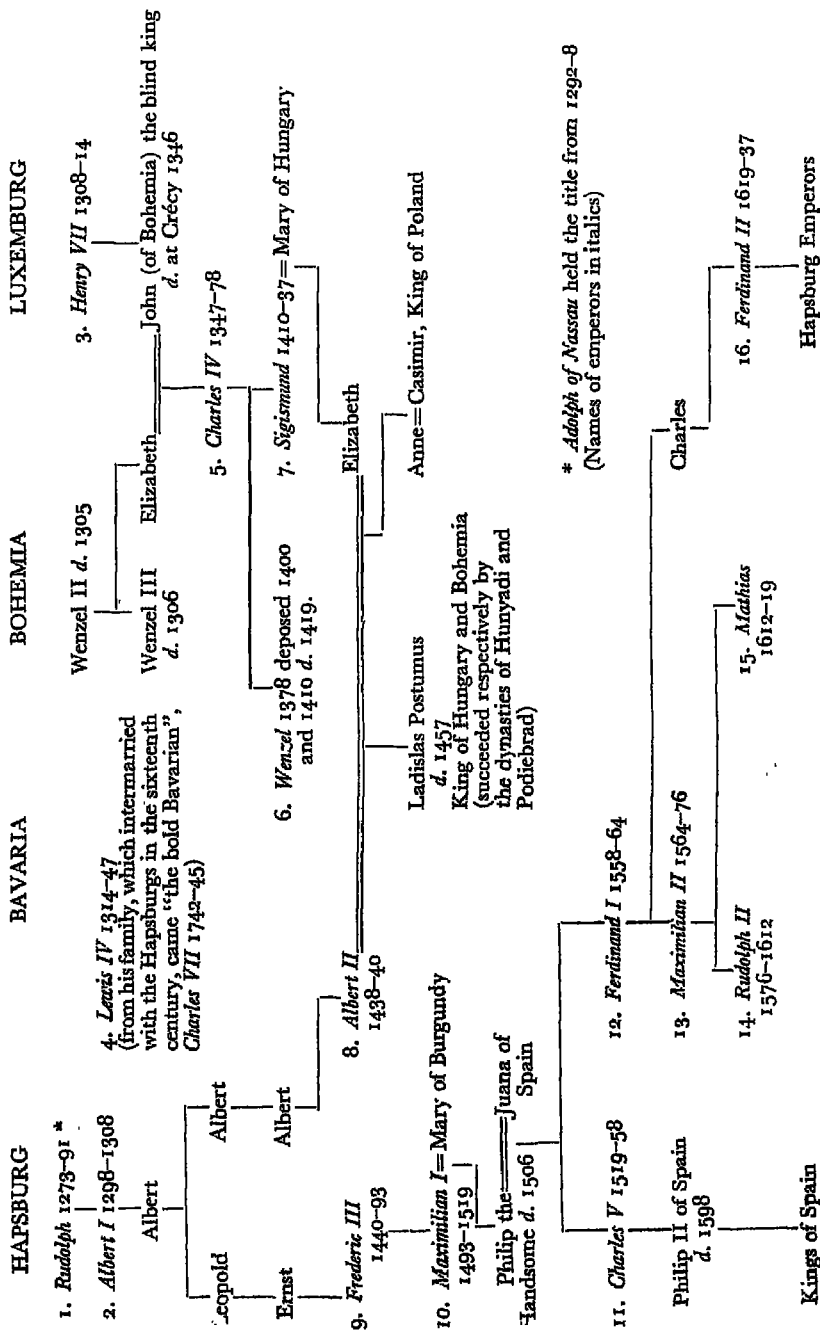 HAPSBURG BAVARIA BOHEMIA LUXEMBURG
1. Rudolph 1273–91 *
2. Albert I 1298–1308
Albert
Leopold Albert
Ernst Albert
4. Lewis IV 1314–47
(from his family, which intermarried
with the Hapsburgs in the sixteenth
century, came "the bold Bavarian",
Charles VII 1742–45)
Wenzel II d. 1305
Wenzel III
d. 1306
Elizabeth
3. Henry VII 1308–14
John (of Bohemia) the blind king
d. at Crécy 1346
5. Charles IV 1347–78
6. Wenzel 1378 deposed 1400
and 1410 d. 1419.
7. Sigismund 1410–37=Mary of Hungary
8. Albert II
1438–40
Elizabeth
9. Frederic III
1440–93
Ladislas Postumus
d. 1457
King of Hungary and Bohemia
(succeeded respectively by
the dynasties of Hunyadi and
Podiebrad)
Anne=Casimir, King of Poland
10. Maximilian I=Mary of Burgundy
1493–1519
Philip the Juana of
Handsome d. 1506 Spain
11. Charles V 1519–58
12. Ferdinand I 1558–64
* Adolph of Nassau held the title from 1292–8
(Names of emperors in italics)
Philip II of Spain
d. 1598
13. Maximilian II 1564–76
Charles
14. Rudolph II
1576–1612
15. Mathias
1612–19
16. Ferdinand II 1619–37
Kings of Spain
Hapsburg Emperors